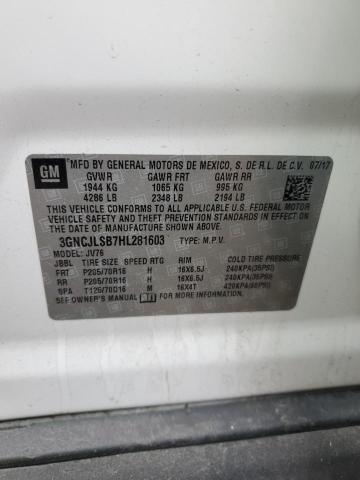 GM
MFD BY GENERAL MOTORS DE MEXICO, S. DE R.L. DE C.V. 07/17
GVWR GAWR FRT GAWR RR
1944 KG 1065 KG 995 KG
4286 LB 2348 LB 2194 LB
THIS VEHICLE CONFORMS TO ALL APPLICABLE U.S. FEDERAL MOTOR
VEHICLE SAFETY AND THEFT PREVENTION STANDARDS IN EFFECT ON THE
DATE OF MANUFACTURE SHOWN ABOVE.
3GNCJLSB7HL281603 TYPE: M.P.V.
MODEL: JV76
JBBL TIRE SIZE SPEED RTG RIM COLD TIRE PRESSURE
FRT P205/70R16 H 16X6.5J 240KPA(35PSI)
RR P205/70R16 H 16X6.5J 240KPA(35PSI)
SPA T125/70D16 M 16X4T 420KPA(60PSI)
SEE OWNER'S MANUAL FOR MORE INFORMATION.